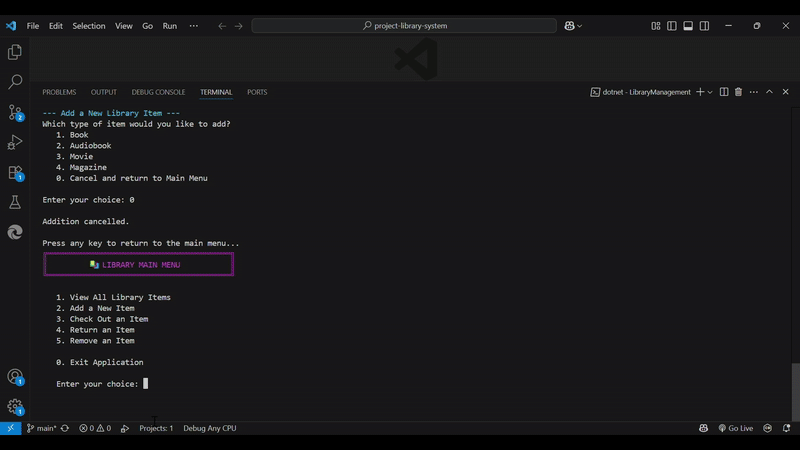 File Edit Selection View Go Run ... project-library-system
PROBLEMS OUTPUT DEBUG CONSOLE TERMINAL PORTS dotnet - LibraryManagement
--- Add a New Library Item ---
Which type of item would you like to add?
1. Book
2. Audiobook
3. Movie
4. Magazine
0. Cancel and return to Main Menu
Enter your choice: 0
Addition cancelled.
Press any key to return to the main menu...
LIBRARY MAIN MENU
1. View All Library Items
2. Add a New Item
3. Check Out an Item
4. Return an Item
5. Remove an Item
0. Exit Application
Enter your choice:
2
1
1
1
main* 0 0 Projects: 1 Debug Any CPU Go Live